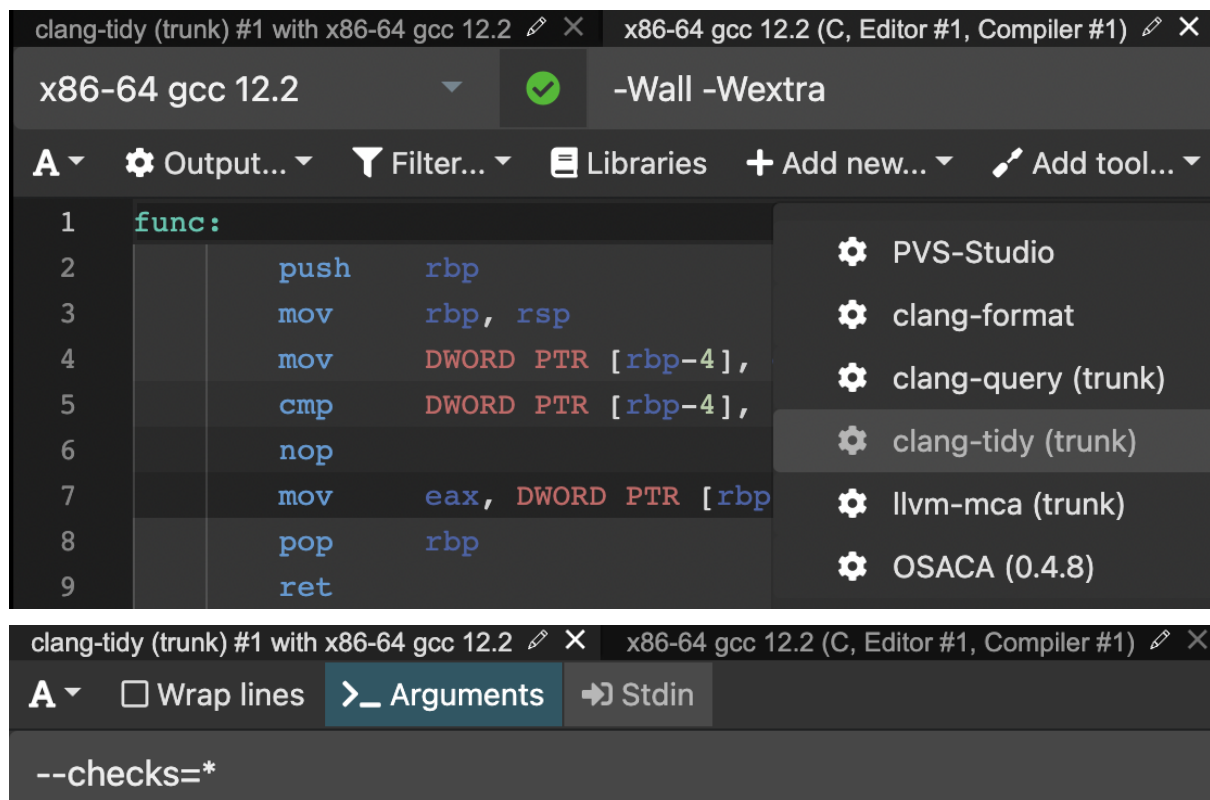 clang-tidy (trunk) #1 with x86-64 gcc 12.2 x86-64 gcc 12.2 (C, Editor #1, Compiler #1)
x86-64 gcc 12.2 -Wall -Wextra
A Output... Filter... Libraries Add new... Add tool...
1 func:
2 push rbp
3 mov rbp, rsp
4 mov DWORD PTR [rbp-4],
5 cmp DWORD PTR [rbp-4],
6 nop
7 mov eax, DWORD PTR [rbp
8 pop rbp
9 ret
PVS-Studio
clang-format
clang-query (trunk)
clang-tidy (trunk)
llvm-mca (trunk)
OSACA (0.4.8)
clang-tidy (trunk) #1 with x86-64 gcc 12.2 x86-64 gcc 12.2 (C, Editor #1, Compiler #1)
A Wrap lines >_ Arguments Stdin
--checks=*